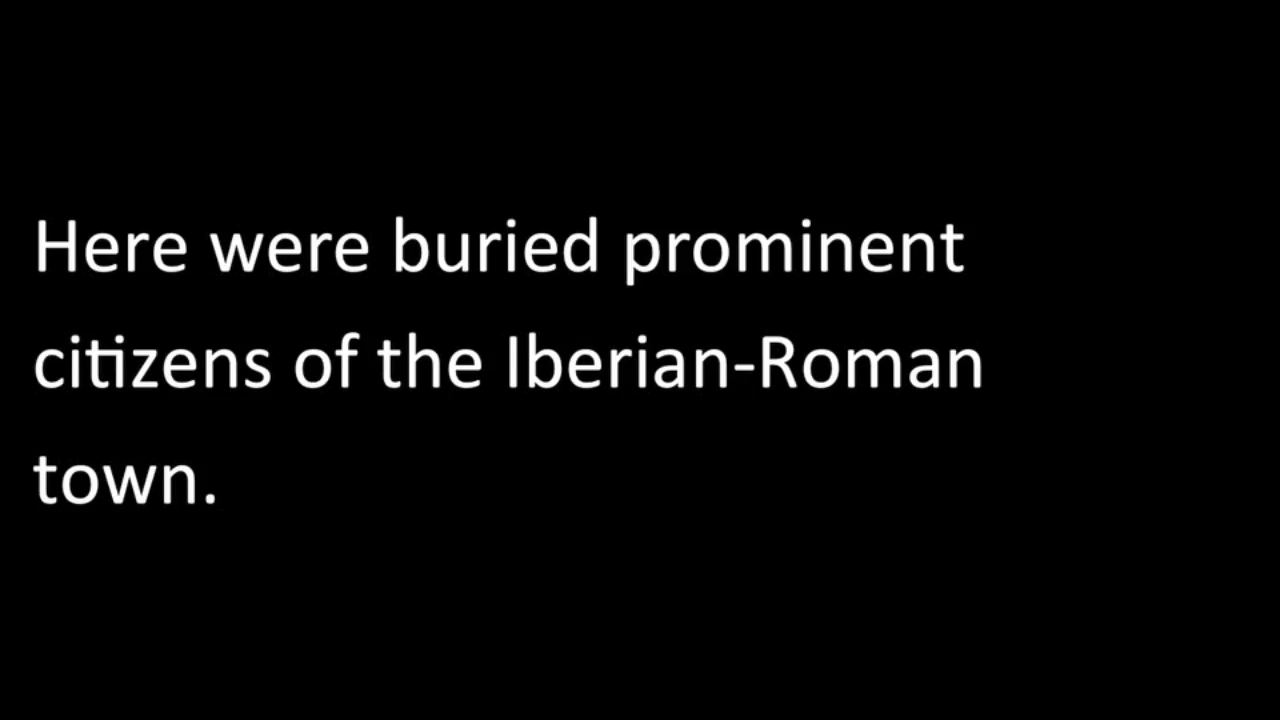 Here were buried prominent
citizens of the Iberian-Roman
town.